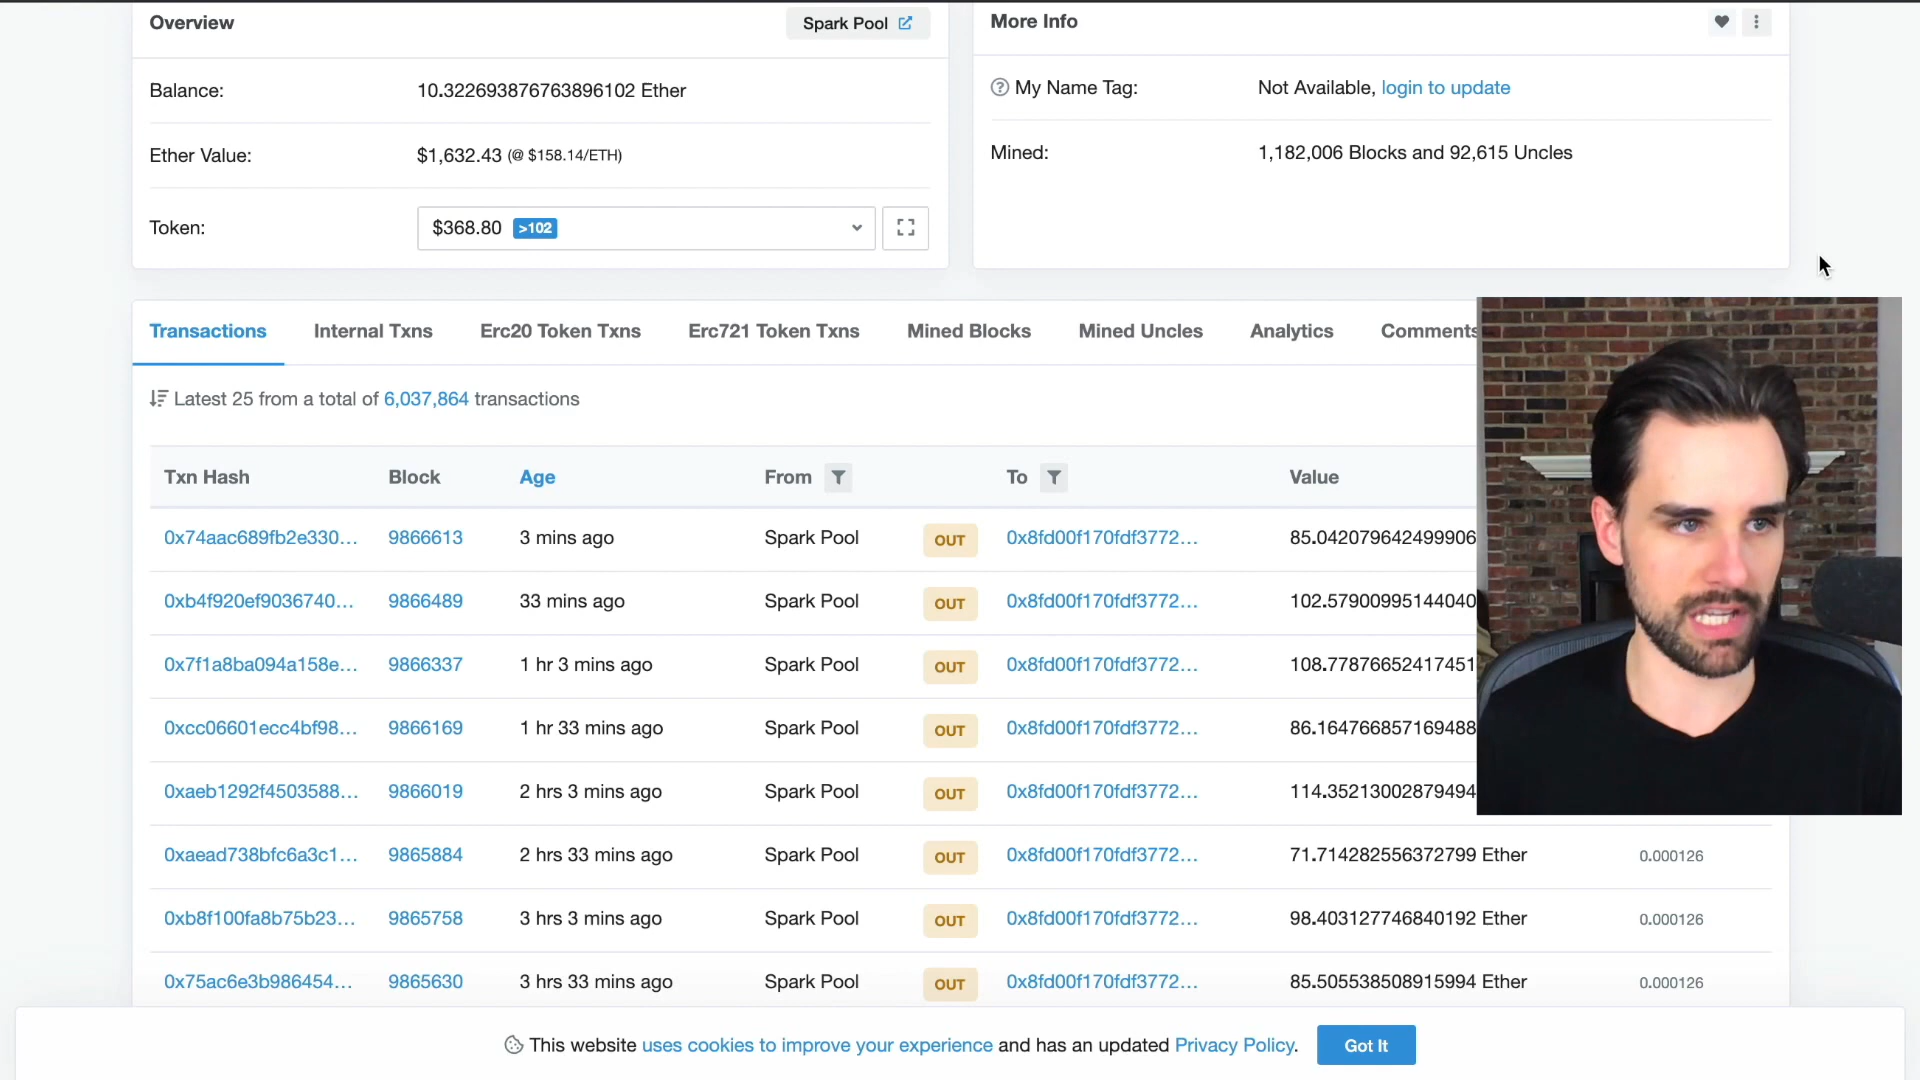 Overview
Spark Pool
Balance: 10.322693876763896102 Ether
Ether Value: $1,632.43 (@ $158.14/ETH)
Token: $368.80 >102
More Info
My Name Tag: Not Available, login to update
Mined: 1,182,006 Blocks and 92,615 Uncles
Transactions Internal Txns Erc20 Token Txns Erc721 Token Txns Mined Blocks Mined Uncles Analytics Comments
Latest 25 from a total of 6,037,864 transactions
Txn Hash Block Age From To Value
0x74aac689fb2e330... 9866613 3 mins ago Spark Pool OUT 0x8fd00f170fdf3772... 85.042079642499906
0xb4f920ef9036740... 9866489 33 mins ago Spark Pool OUT 0x8fd00f170fdf3772... 102.57900995144040
0x7f1a8ba094a158e... 9866337 1 hr 3 mins ago Spark Pool OUT 0x8fd00f170fdf3772... 108.77876652417451
0xcc06601ecc4bf98... 9866169 1 hr 33 mins ago Spark Pool OUT 0x8fd00f170fdf3772... 86.164766857169488
0xaeb1292f4503588... 9866019 2 hrs 3 mins ago Spark Pool OUT 0x8fd00f170fdf3772... 114.35213002879494
0xaead738bfc6a3c1... 9865884 2 hrs 33 mins ago Spark Pool OUT 0x8fd00f170fdf3772... 71.714282556372799 Ether 0.000126
0xb8f100fa8b75b23... 9865758 3 hrs 3 mins ago Spark Pool OUT 0x8fd00f170fdf3772... 98.403127746840192 Ether 0.000126
0x75ac6e3b986454... 9865630 3 hrs 33 mins ago Spark Pool OUT 0x8fd00f170fdf3772... 85.505538508915994 Ether 0.000126
This website uses cookies to improve your experience and has an updated Privacy Policy. Got It